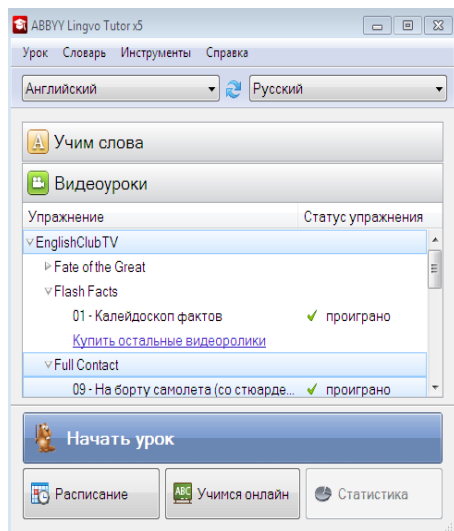 ABBYY Lingvo Tutor x5
Урок Словарь Инструменты Справка
Английский Русский
Учим слова
Видеоуроки
Упражнение Статус упражнения
EnglishClubTV
Fate of the Great
Flash Facts
01 - Калейдоскоп фактов проиграно
Купить остальные видеоролики
Full Contact
09 - На борту самолета (со стюарде... проиграно
Начать урок
Расписание ABC Учимся онлайн Статистика